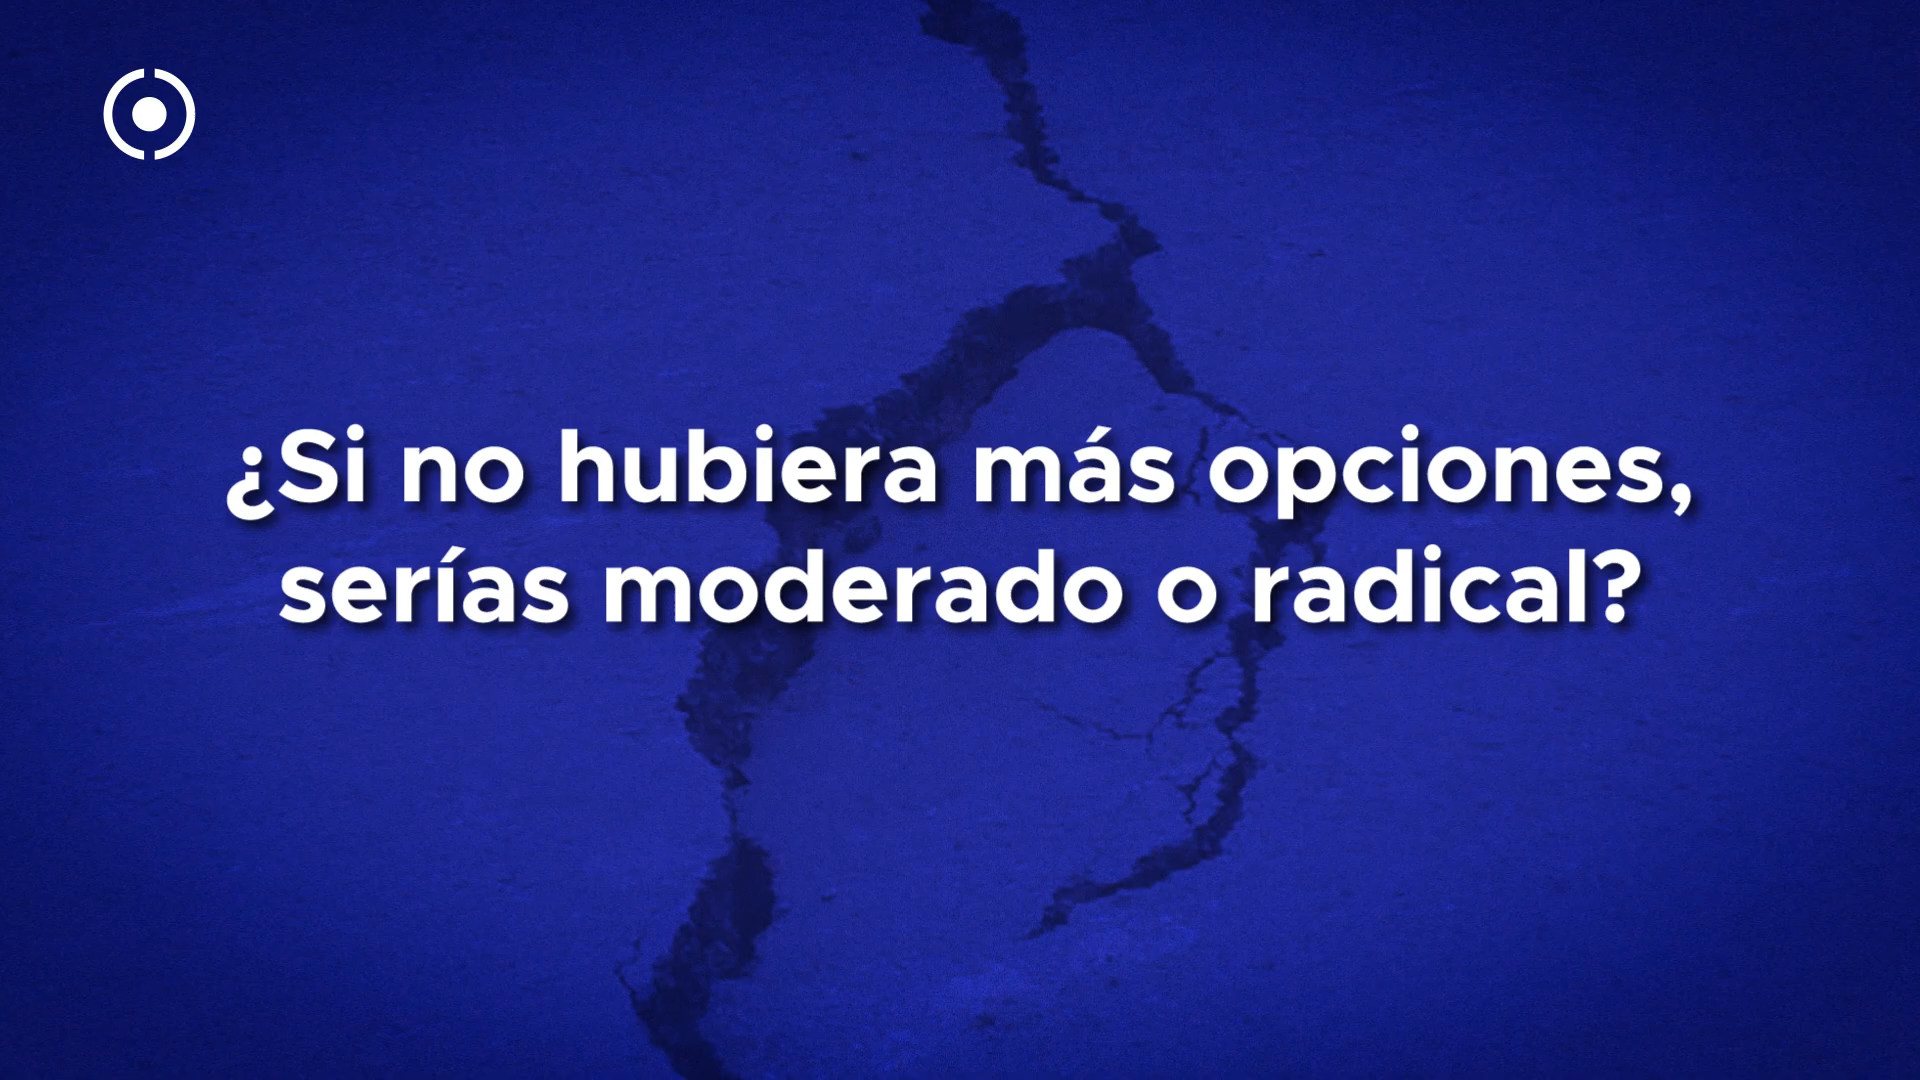 ¿Si no hubiera más opciones,
serías moderado o radical?